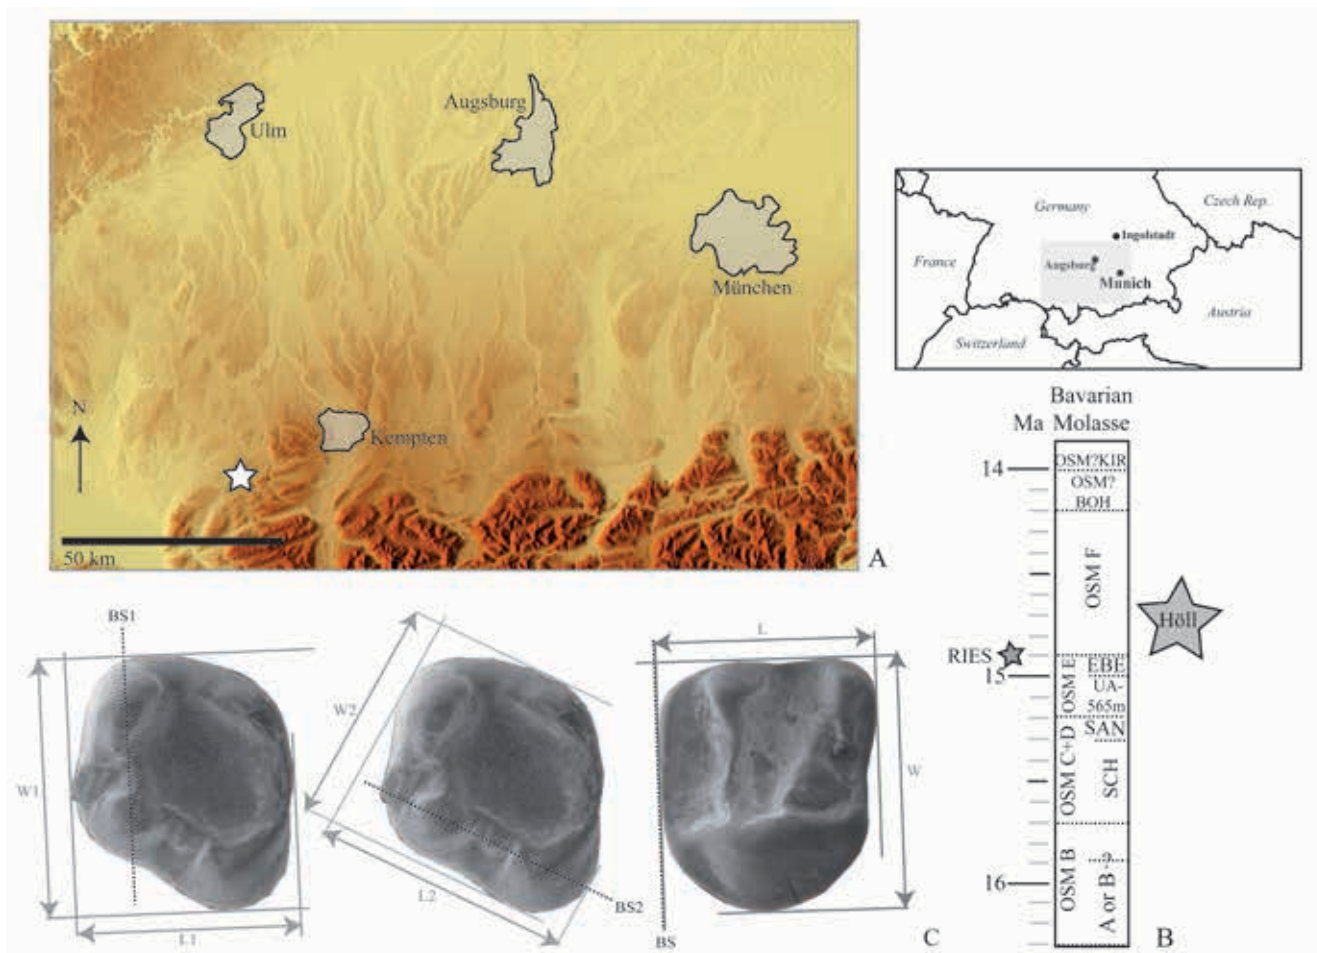 Ulm
Augsburg
München
Kempten
N
50 km
A
Germany
Czech Rep.
Ingolstadt
France
Augsburg
Munich
Austria
Switzerland
Bavarian
Ma Molasse
14
OSM?KIR
OSM?
BOH
OSM F
Höll
RIES
EBE
15
OSM E
UA-
565m
SAN
OSM C+D
SCH
OSM B
16
A or B ?
B
BS1
W1
L1
W2
L2
BS2
L
W
BS
C